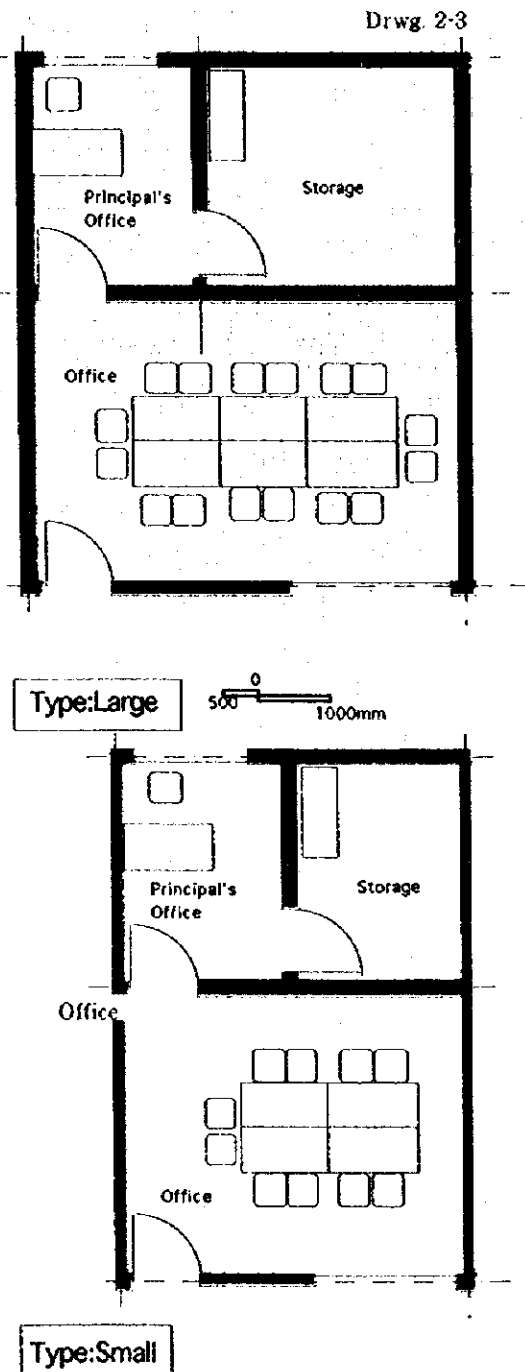 Drwg. 2-3
Principal's
Office
Storage
Office
Type:Large
0
500
1000mm
Principal's
Office
Storage
Office
Office
Type:Small